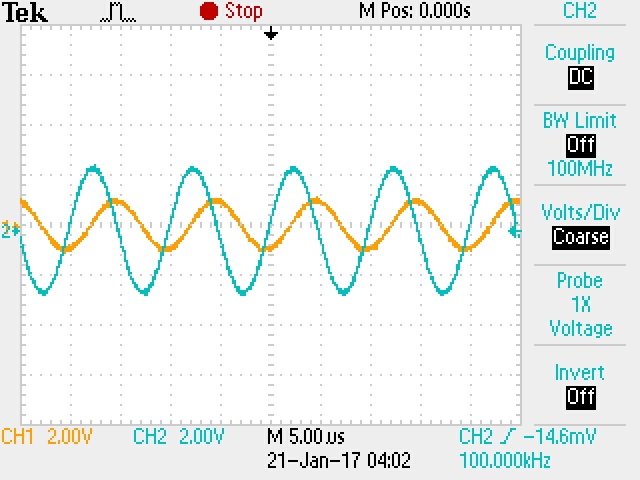 Tek Stop M Pos: 0.000s CH2
Coupling
DC
BW Limit
Off
100MHz
Volts/Div
Coarse
Probe
1X
Voltage
Invert
Off
2
CH1 2.00V CH2 2.00V M 5.00us CH2 -14.6mV
21-Jan-17 04:02 100.000kHz